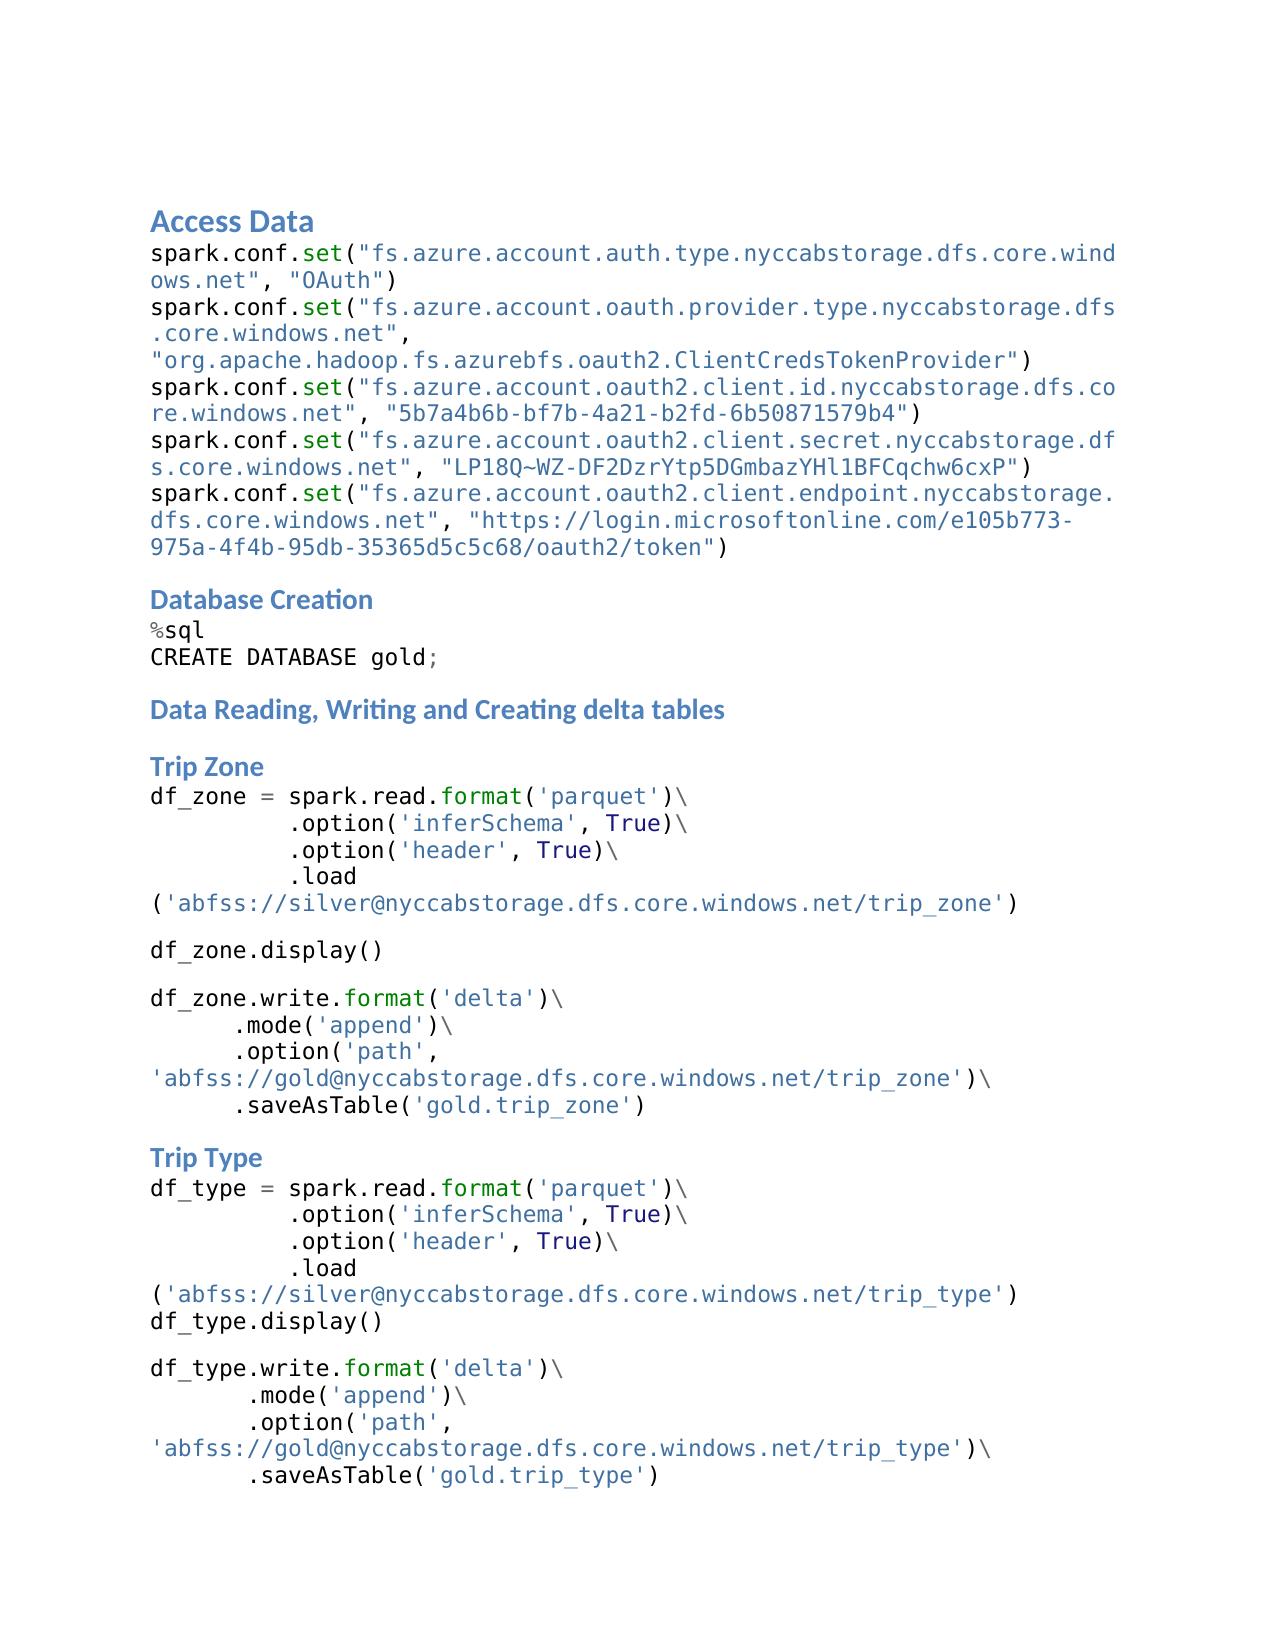 Access Data
spark.conf.set("fs.azure.account.auth.type.nyccabstorage.dfs.core.wind
ows.net", "OAuth")
spark.conf.set("fs.azure.account.oauth.provider.type.nyccabstorage.dfs
.core.windows.net",
"org.apache.hadoop.fs.azurebfs.oauth2.ClientCredsTokenProvider")
spark.conf.set("fs.azure.account.oauth2.client.id.nyccabstorage.dfs.co
re.windows.net", "5b7a4b6b-bf7b-4a21-b2fd-6b50871579b4")
spark.conf.set("fs.azure.account.oauth2.client.secret.nyccabstorage.df
s.core.windows.net", "LP18Q~WZ-DF2DzrYtp5DGmbazYHl1BFCqchw6cxP")
spark.conf.set("fs.azure.account.oauth2.client.endpoint.nyccabstorage.
dfs.core.windows.net", "https://login.microsoftonline.com/e105b773-
975a-4f4b-95db-35365d5c5c68/oauth2/token")
Database Creation
%sql
CREATE DATABASE gold;
Data Reading, Writing and Creating delta tables
Trip Zone
df_zone = spark.read.format('parquet')\
          .option('inferSchema', True)\
          .option('header', True)\
          .load
('abfss://silver@nyccabstorage.dfs.core.windows.net/trip_zone')
df_zone.display()
df_zone.write.format('delta')\
      .mode('append')\
      .option('path',
'abfss://gold@nyccabstorage.dfs.core.windows.net/trip_zone')\
      .saveAsTable('gold.trip_zone')
Trip Type
df_type = spark.read.format('parquet')\
          .option('inferSchema', True)\
          .option('header', True)\
          .load
('abfss://silver@nyccabstorage.dfs.core.windows.net/trip_type')
df_type.display()
df_type.write.format('delta')\
       .mode('append')\
       .option('path',
'abfss://gold@nyccabstorage.dfs.core.windows.net/trip_type')\
       .saveAsTable('gold.trip_type')